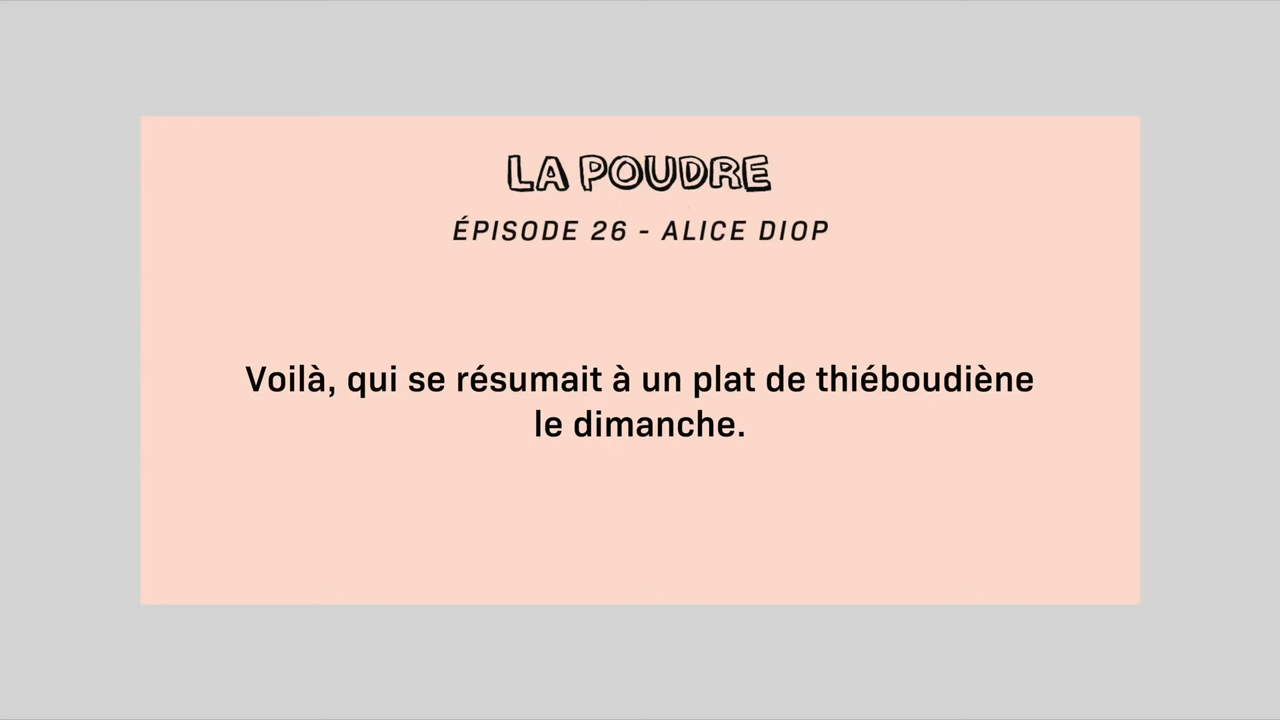 LA POUDRE
ÉPISODE 26 - ALICE DIOP
Voilà, qui se résumait à un plat de thiéboudiène
le dimanche.